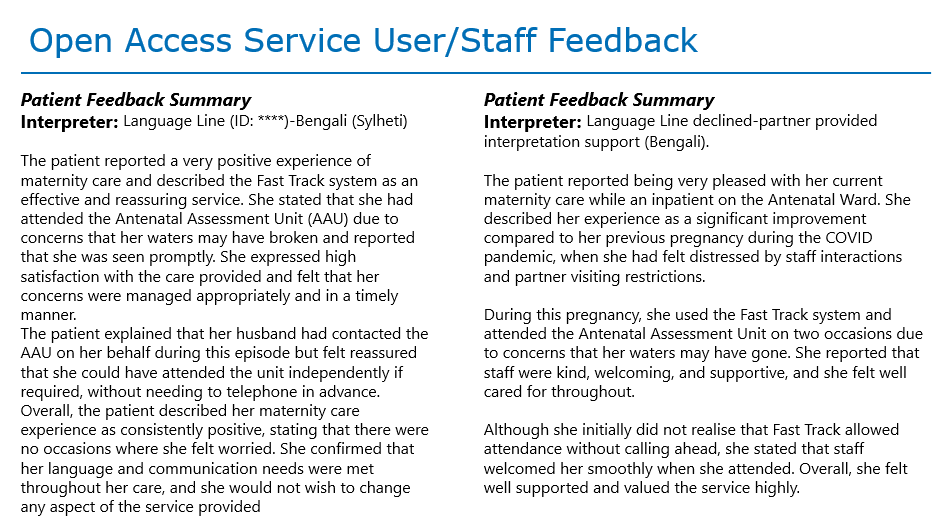 Open Access Service User/Staff Feedback
Patient Feedback Summary
Interpreter: Language Line (ID: ****)-Bengali (Sylheti)
The patient reported a very positive experience of
maternity care and described the Fast Track system as an
effective and reassuring service. She stated that she had
attended the Antenatal Assessment Unit (AAU) due to
concerns that her waters may have broken and reported
that she was seen promptly. She expressed high
satisfaction with the care provided and felt that her
concerns were managed appropriately and in a timely
manner.
The patient explained that her husband had contacted the
AAU on her behalf during this episode but felt reassured
that she could have attended the unit independently if
required, without needing to telephone in advance.
Overall, the patient described her maternity care
experience as consistently positive, stating that there were
no occasions where she felt worried. She confirmed that
her language and communication needs were met
throughout her care, and she would not wish to change
any aspect of the service provided
Patient Feedback Summary
Interpreter: Language Line declined-partner provided
interpretation support (Bengali).
The patient reported being very pleased with her current
maternity care while an inpatient on the Antenatal Ward. She
described her experience as a significant improvement
compared to her previous pregnancy during the COVID
pandemic, when she had felt distressed by staff interactions
and partner visiting restrictions.
During this pregnancy, she used the Fast Track system and
attended the Antenatal Assessment Unit on two occasions due
to concerns that her waters may have gone. She reported that
staff were kind, welcoming, and supportive, and she felt well
cared for throughout.
Although she initially did not realise that Fast Track allowed
attendance without calling ahead, she stated that staff
welcomed her smoothly when she attended. Overall, she felt
well supported and valued the service highly.